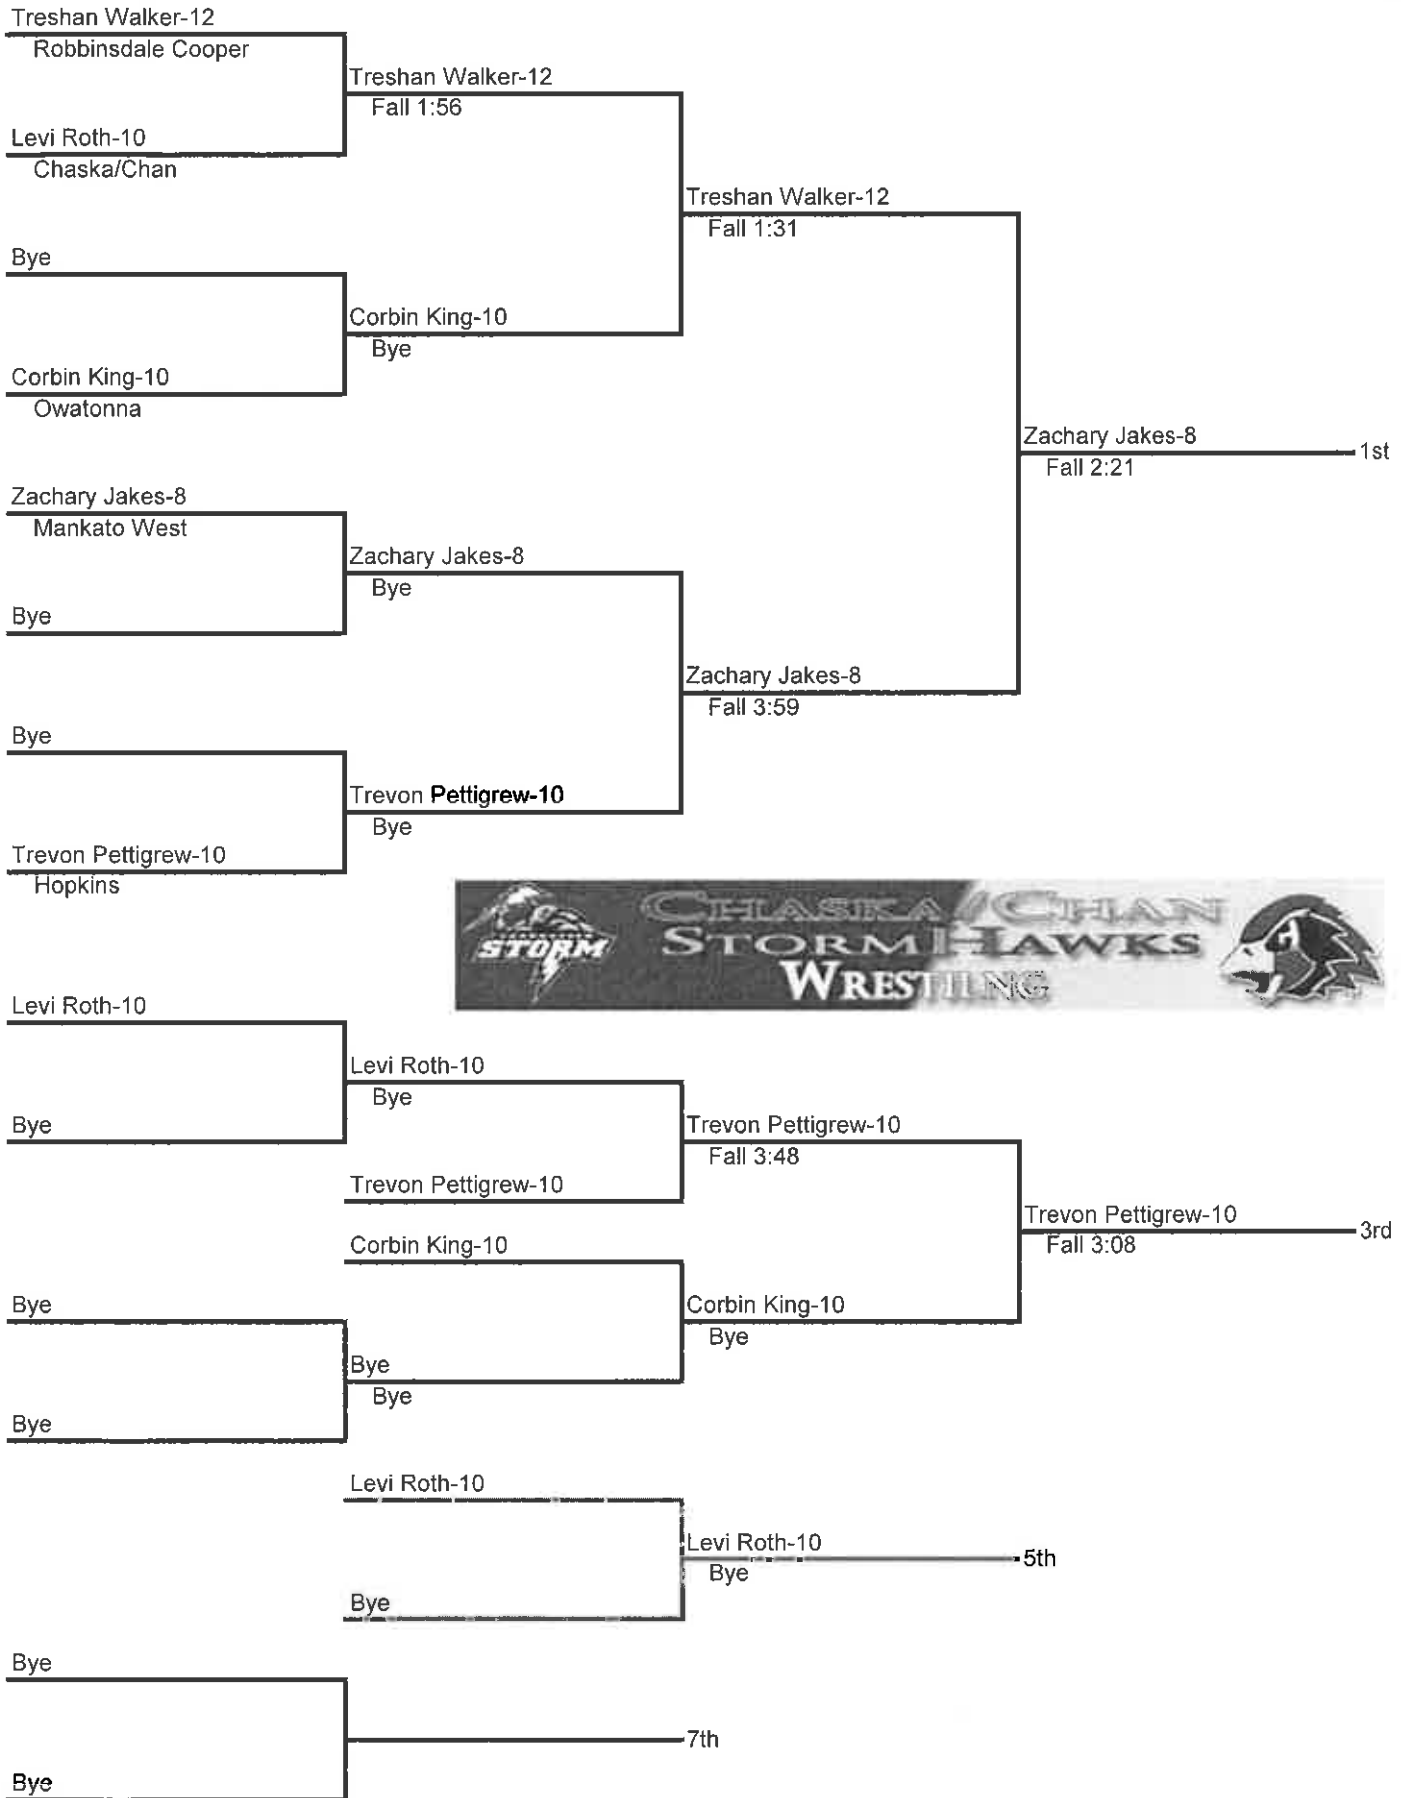 Treshan Walker-12
Robbinsdale Cooper
Treshan Walker-12
Fall 1:56
Levi Roth-10
Chaska/Chan
Treshan Walker-12
Fall 1:31
Bye
Corbin King-10
Bye
Corbin King-10
Owatonna
Zachary Jakes-8
1st
Fall 2:21
Zachary Jakes-8
Mankato West
Zachary Jakes-8
Bye
Bye
Zachary Jakes-8
Fall 3:59
Bye
Trevon Pettigrew-10
Bye
Trevon Pettigrew-10
Hopkins
STORM
CHASKA/CHAN
STORMHAWKS
WRESTLING
Levi Roth-10
Levi Roth-10
Bye
Bye
Trevon Pettigrew-10
Fall 3:48
Trevon Pettigrew-10
Trevon Pettigrew-10
3rd
Fall 3:08
Corbin King-10
Bye
Corbin King-10
Bye
Bye
Bye
Bye
Levi Roth-10
Levi Roth-10
5th
Bye
Bye
Bye
7th
Bye